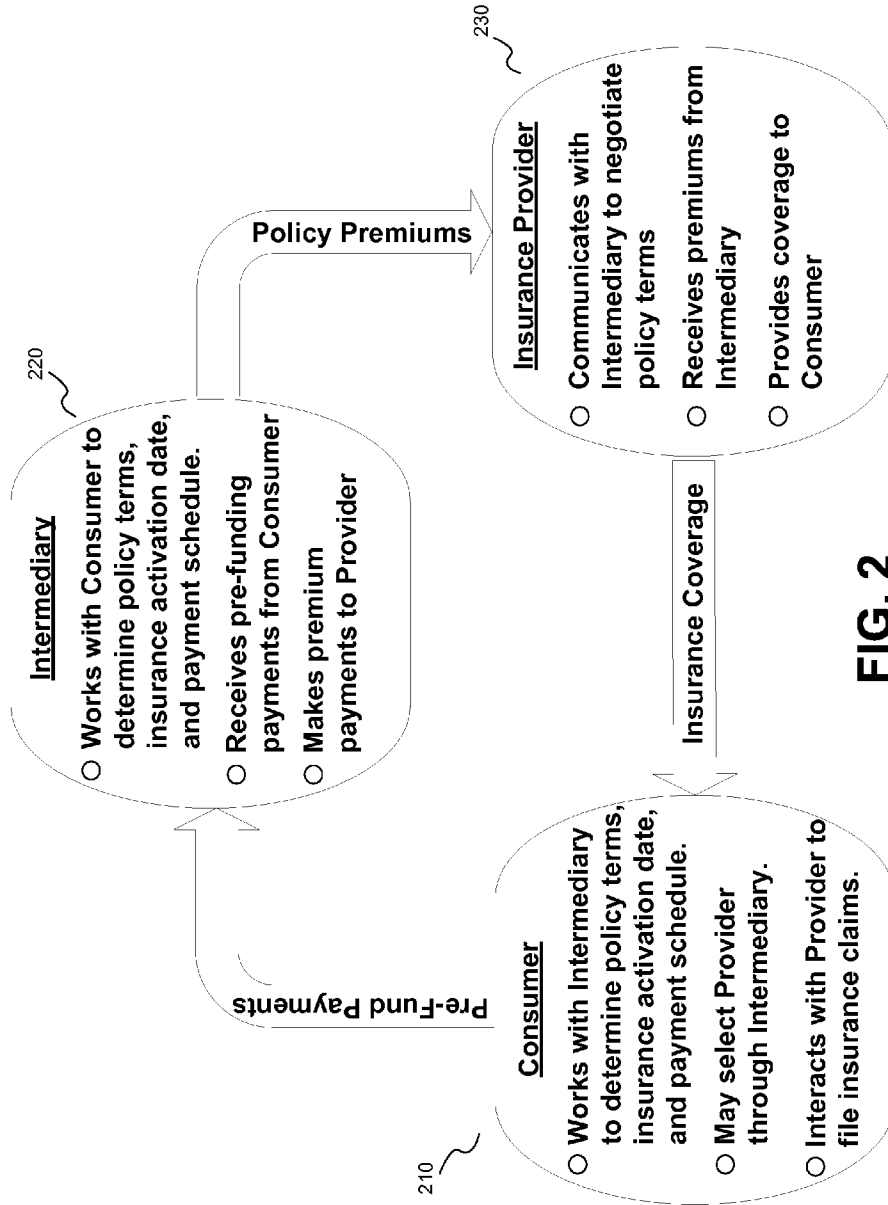 220
Intermediary
○ Works with Consumer to
determine policy terms,
insurance activation date,
and payment schedule.
○ Receives pre-funding
payments from Consumer
○ Makes premium
payments to Provider
Pre-Fund Payments
Policy Premiums
210
Consumer
○ Works with Intermediary
to determine policy terms,
insurance activation date,
and payment schedule.
○ May select Provider
through Intermediary.
○ Interacts with Provider to
file insurance claims.
Insurance Coverage
230
Insurance Provider
○ Communicates with
Intermediary to negotiate
policy terms
○ Receives premiums from
Intermediary
○ Provides coverage to
Consumer
FIG. 2